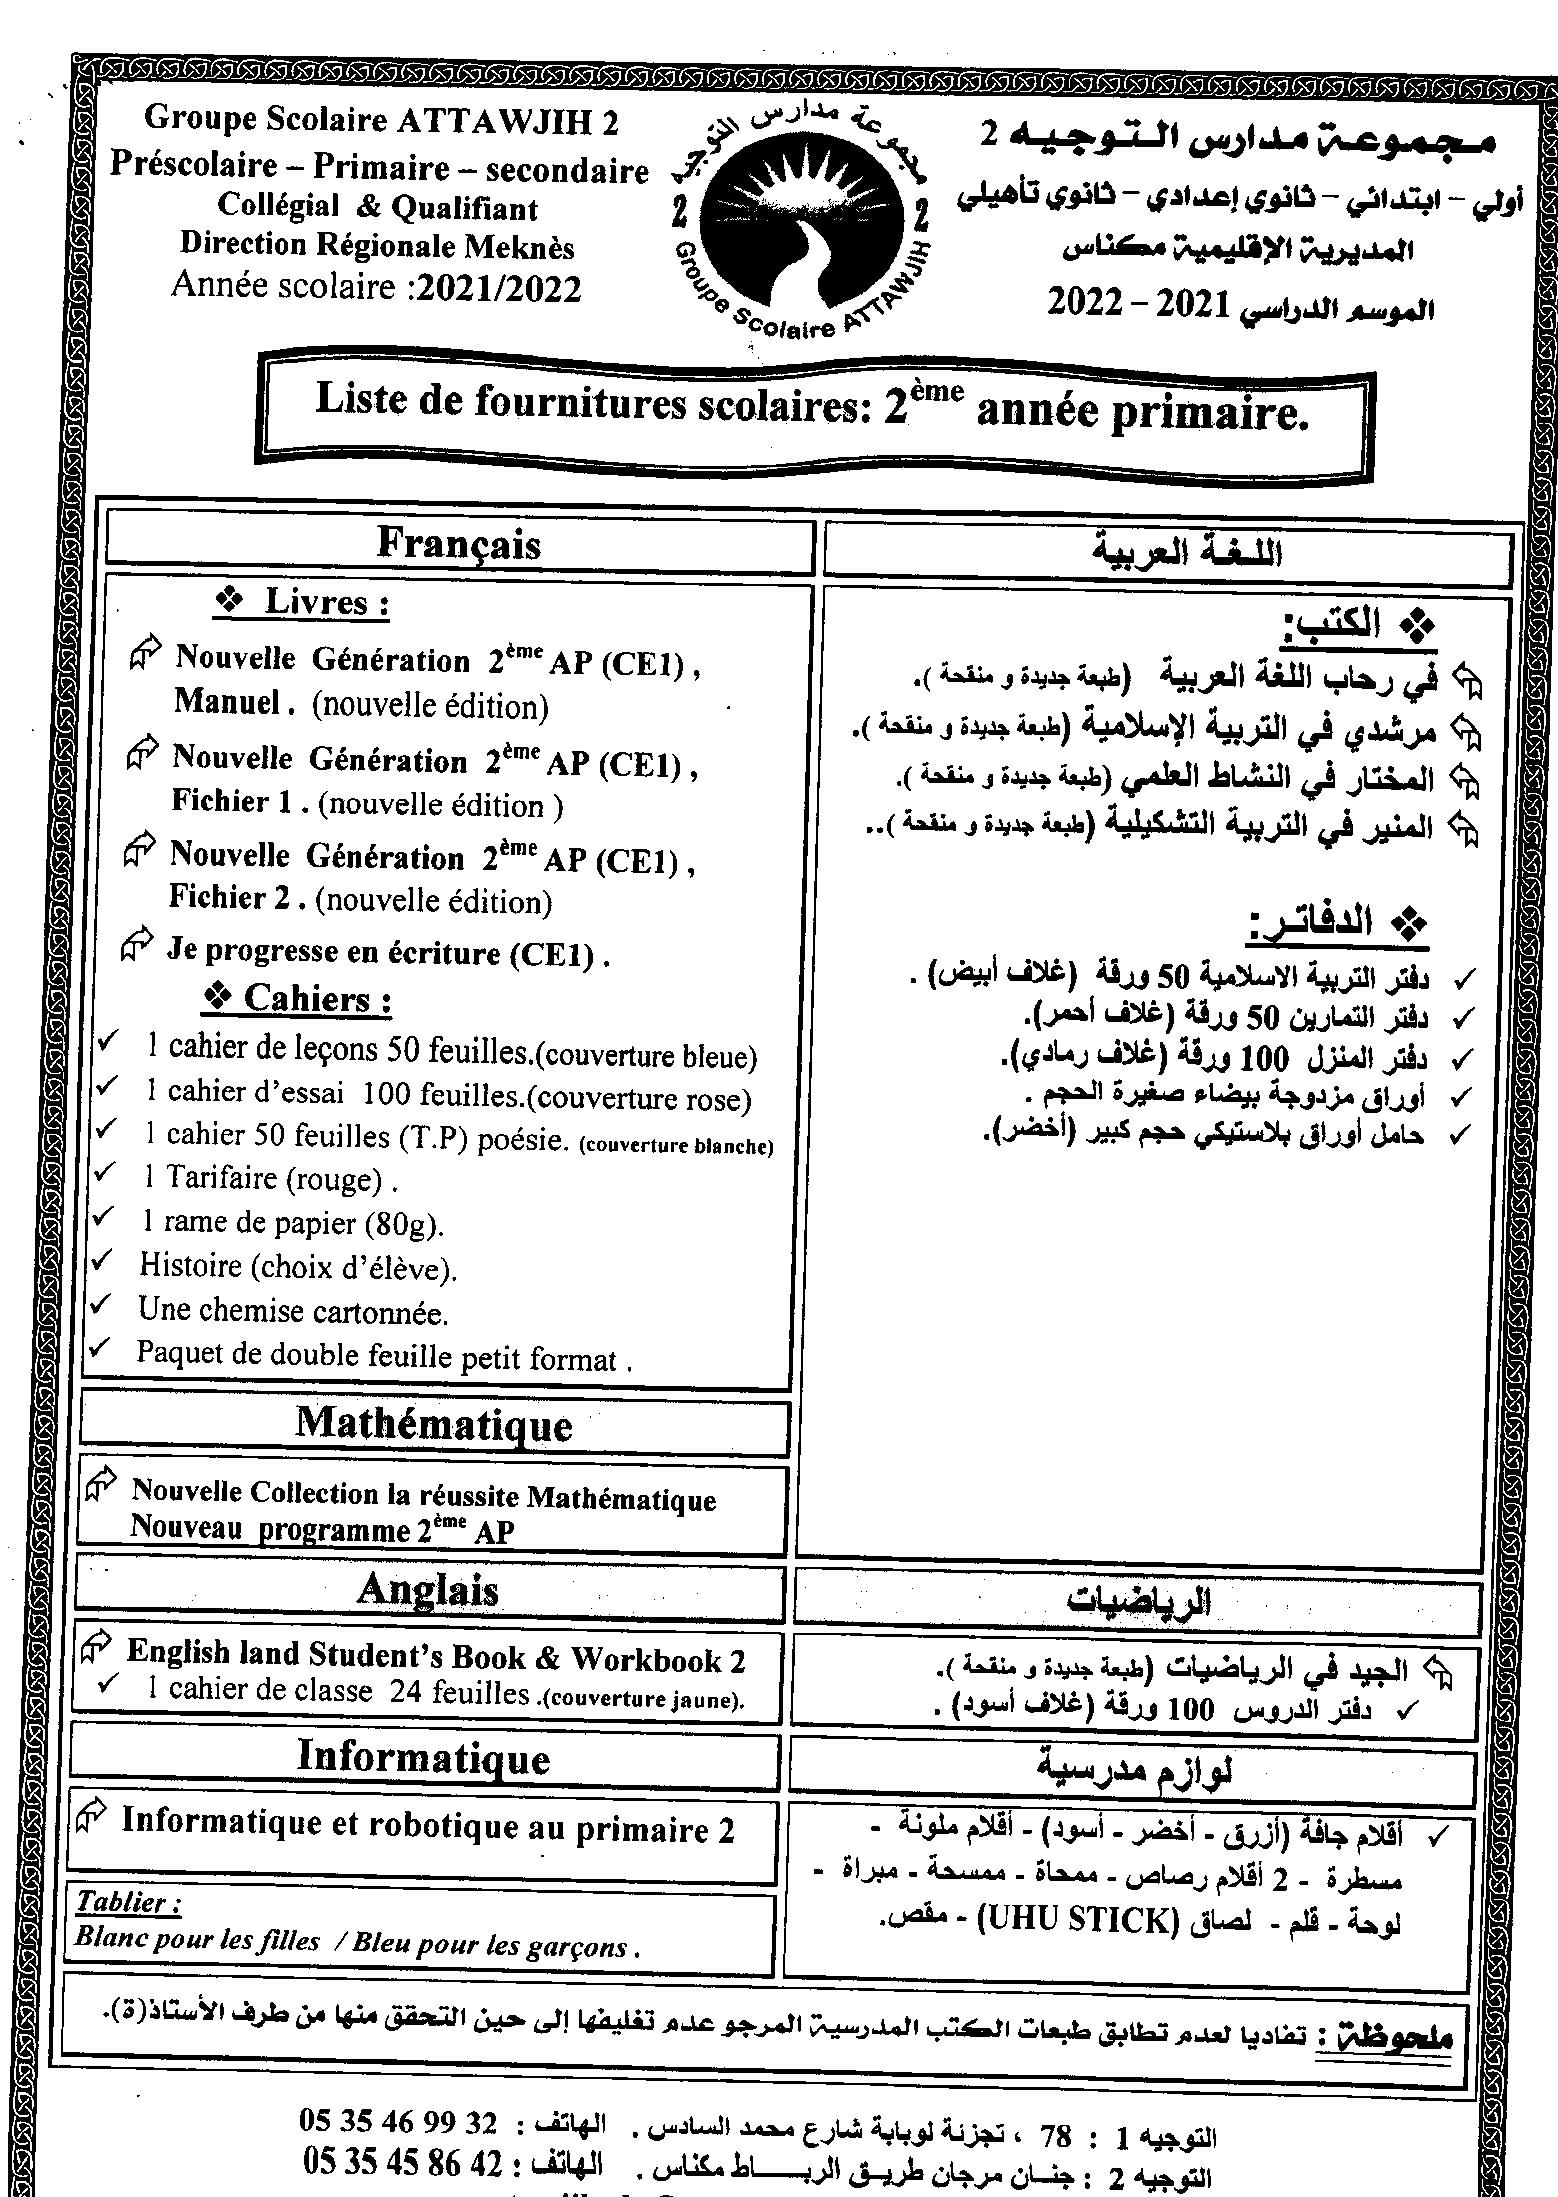 Groupe Scolaire ATTAWJIH 2
Préscolaire – Primaire – secondaire
Collégial & Qualifiant
Direction Régionale Meknès
Année scolaire :2021/2022
مجموعة مدارس التوجيه
2 2
Groupe Scolaire ATTAWJIH
مجموعة مدارس التوجيه 2
أولي – ابتدائي – ثانوي إعدادي – ثانوي تأهيلي
المديرية الإقليمية مكناس
الموسم الدراسي 2021 – 2022
Liste de fournitures scolaires: 2ème année primaire.
Français
❖ Livres :
Nouvelle Génération 2ème AP (CE1) ,
Manuel . (nouvelle édition)
Nouvelle Génération 2ème AP (CE1) ,
Fichier 1 . (nouvelle édition )
Nouvelle Génération 2ème AP (CE1) ,
Fichier 2 . (nouvelle édition)
Je progresse en écriture (CE1) .
❖ Cahiers :
✓ 1 cahier de leçons 50 feuilles.(couverture bleue)
✓ 1 cahier d’essai 100 feuilles.(couverture rose)
✓ 1 cahier 50 feuilles (T.P) poésie. (couverture blanche)
✓ 1 Tarifaire (rouge) .
✓ 1 rame de papier (80g).
✓ Histoire (choix d’élève).
✓ Une chemise cartonnée.
✓ Paquet de double feuille petit format .
Mathématique
Nouvelle Collection la réussite Mathématique
Nouveau programme 2ème AP
Anglais
English land Student’s Book & Workbook 2
✓ 1 cahier de classe 24 feuilles .(couverture jaune).
Informatique
Informatique et robotique au primaire 2
Tablier :
Blanc pour les filles / Bleu pour les garçons .
اللغة العربية
❖ الكتب:
في رحاب اللغة العربية (طبعة جديدة و منقحة ).
مرشدي في التربية الإسلامية (طبعة جديدة و منقحة ).
المختار في النشاط العلمي (طبعة جديدة و منقحة ).
المنير في التربية التشكيلية (طبعة جديدة و منقحة )..
❖ الدفاتر:
✓ دفتر التربية الاسلامية 50 ورقة (غلاف أبيض) .
✓ دفتر التمارين 50 ورقة (غلاف أحمر).
✓ دفتر المنزل 100 ورقة (غلاف رمادي).
✓ أوراق مزدوجة بيضاء صغيرة الحجم .
✓ حامل أوراق بلاستيكي حجم كبير (أخضر).
الرياضيات
الجيد في الرياضيات (طبعة جديدة و منقحة ).
✓ دفتر الدروس 100 ورقة (غلاف أسود) .
لوازم مدرسية
✓ أقلام جافة (أزرق - أخضر - أسود) - أقلام ملونة -
مسطرة - 2 أقلام رصاص - ممحاة - ممسحة - مبراة -
لوحة - قلم - لصاق (UHU STICK) - مقص.
ملحوظة : تفاديا لعدم تطابق طبعات الكتب المدرسية المرجو عدم تغليفها إلى حين التحقق منها من طرف الأستاذ(ة).
التوجيه 1 : 78 ، تجزئة لوبابة شارع محمد السادس . الهاتف : 05 35 46 99 32
التوجيه 2 : جنان مرجان طريق الرباط مكناس . الهاتف : 05 35 45 86 42